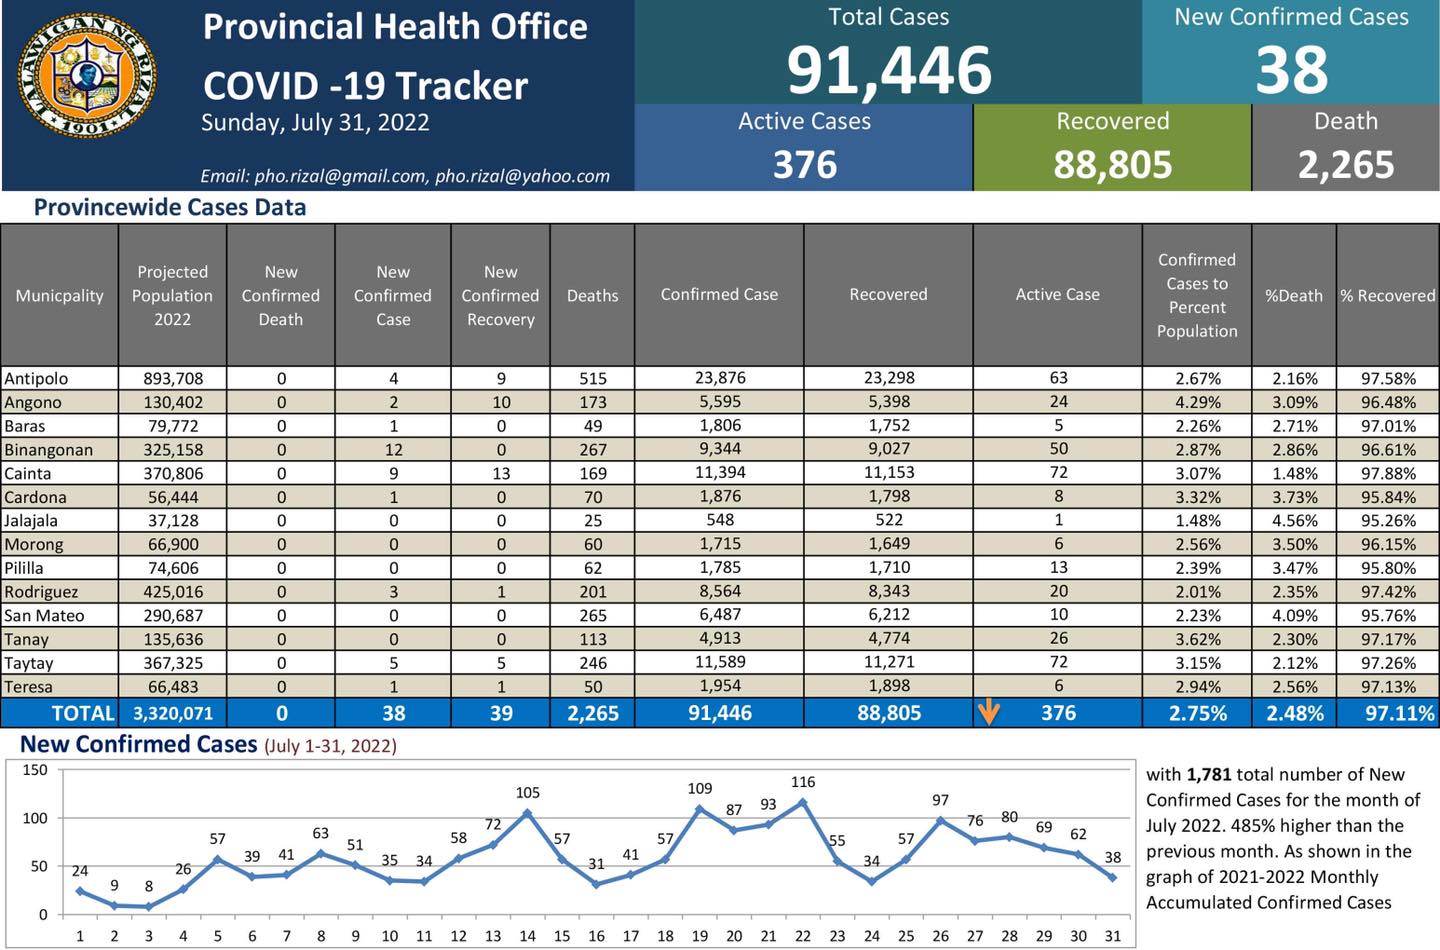 LALAWIGAN NG RIZAL
1901
Provincial Health Office
COVID -19 Tracker
Sunday, July 31, 2022
Email: pho.rizal@gmail.com, pho.rizal@yahoo.com
Total Cases
91,446
New Confirmed Cases
38
Active Cases
376
Recovered
88,805
Death
2,265
Provincewide Cases Data
Municpality Projected Population 2022 New Confirmed Death New Confirmed Case New Confirmed Recovery Deaths Confirmed Case Recovered Active Case Confirmed Cases to Percent Population %Death % Recovered
Antipolo 893,708 0 4 9 515 23,876 23,298 63 2.67% 2.16% 97.58%
Angono 130,402 0 2 10 173 5,595 5,398 24 4.29% 3.09% 96.48%
Baras 79,772 0 1 0 49 1,806 1,752 5 2.26% 2.71% 97.01%
Binangonan 325,158 0 12 0 267 9,344 9,027 50 2.87% 2.86% 96.61%
Cainta 370,806 0 9 13 169 11,394 11,153 72 3.07% 1.48% 97.88%
Cardona 56,444 0 1 0 70 1,876 1,798 8 3.32% 3.73% 95.84%
Jalajala 37,128 0 0 0 25 548 522 1 1.48% 4.56% 95.26%
Morong 66,900 0 0 0 60 1,715 1,649 6 2.56% 3.50% 96.15%
Pililla 74,606 0 0 0 62 1,785 1,710 13 2.39% 3.47% 95.80%
Rodriguez 425,016 0 3 1 201 8,564 8,343 20 2.01% 2.35% 97.42%
San Mateo 290,687 0 0 0 265 6,487 6,212 10 2.23% 4.09% 95.76%
Tanay 135,636 0 0 0 113 4,913 4,774 26 3.62% 2.30% 97.17%
Taytay 367,325 0 5 5 246 11,589 11,271 72 3.15% 2.12% 97.26%
Teresa 66,483 0 1 1 50 1,954 1,898 6 2.94% 2.56% 97.13%
TOTAL 3,320,071 0 38 39 2,265 91,446 88,805 376 2.75% 2.48% 97.11%
New Confirmed Cases (July 1-31, 2022)
150
100
50
0
24 9 8 26 57 39 41 63 51 35 34 58 72 105 57 31 41 57 109 87 93 116 55 34 57 97 76 80 69 62 38
1 2 3 4 5 6 7 8 9 10 11 12 13 14 15 16 17 18 19 20 21 22 23 24 25 26 27 28 29 30 31
with 1,781 total number of New
Confirmed Cases for the month of
July 2022. 485% higher than the
previous month. As shown in the
graph of 2021-2022 Monthly
Accumulated Confirmed Cases